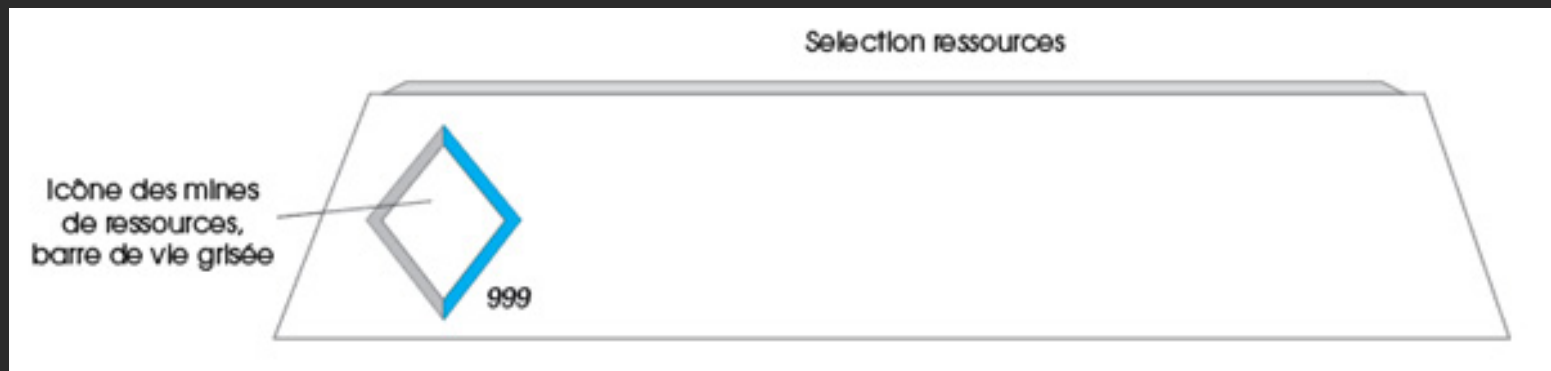 Selection ressources
Icône des mines
de ressources,
barre de vie grisée
999